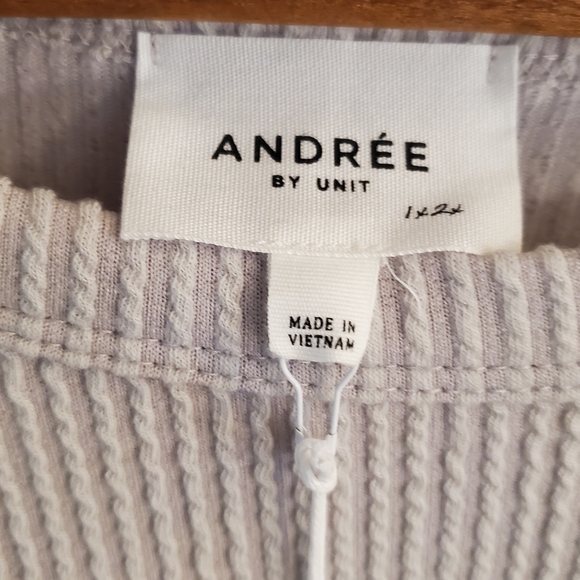 ANDRÉE
BY UNIT
1x2x
MADE IN
VIETNAM